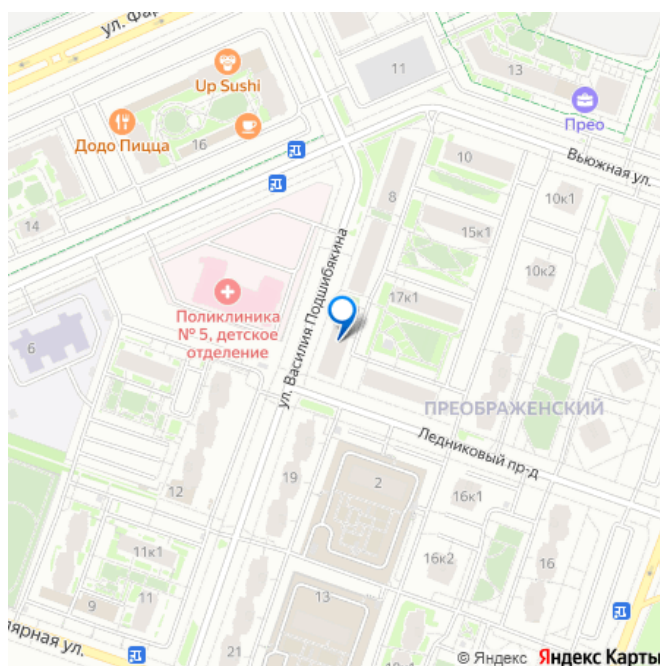 ул. Фар
Up Sushi
Додо Пицца
16
11
13
Прео
Вьюжная ул.
14
8
10
10к1
15к1
10к2
17к1
Поликлиника
№ 5, детское
отделение
6
ул. Василия Подшибякина
ПРЕОБРАЖЕНСКИЙ
Ледниковый пр-д
12
19
2
16к1
16к2
16
11к1
9
11
13
21
лярная ул.
© Яндекс Яндекс Карты